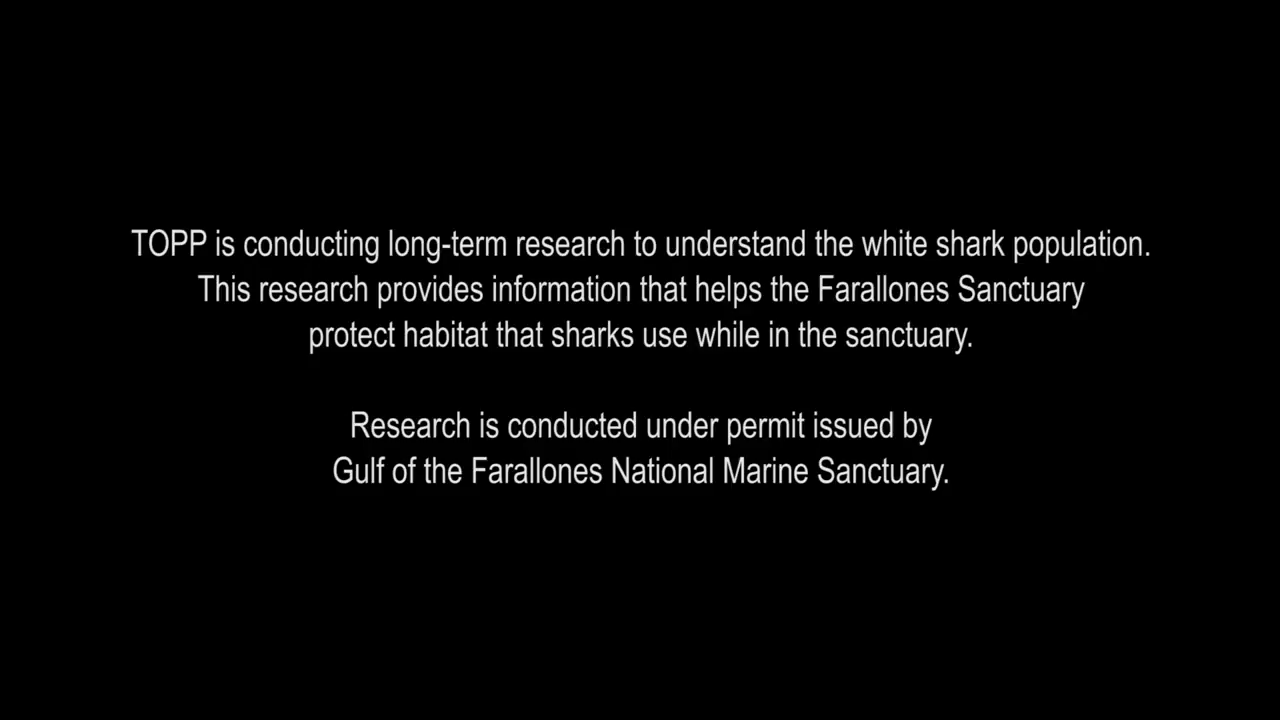 TOPP is conducting long-term research to understand the white shark population.
This research provides information that helps the Farallones Sanctuary
protect habitat that sharks use while in the sanctuary.
Research is conducted under permit issued by
Gulf of the Farallones National Marine Sanctuary.